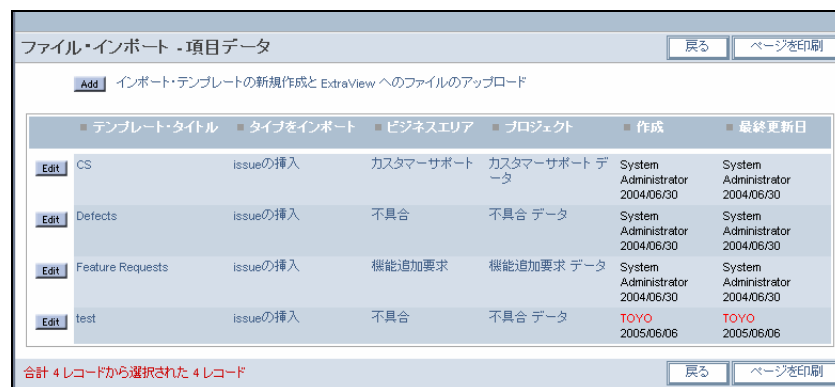 ファイル・インポート - 項目データ 戻る ページを印刷
Add インポート・テンプレートの新規作成と ExtraView へのファイルのアップロード
テンプレート・タイトル タイプをインポート ビジネスエリア プロジェクト 作成 最終更新日
Edit CS issueの挿入 カスタマーサポート カスタマーサポート デ System System
ータ Administrator Administrator
2004/06/30 2004/06/30
Edit Defects issueの挿入 不具合 不具合 データ System System
Administrator Administrator
2004/06/30 2004/06/30
Edit Feature Requests issueの挿入 機能追加要求 機能追加要求 データ System System
Administrator Administrator
2004/06/30 2004/06/30
Edit test issueの挿入 不具合 不具合 データ TOYO TOYO
2005/06/06 2005/06/06
合計 4 レコードから選択された 4 レコード 戻る ページを印刷